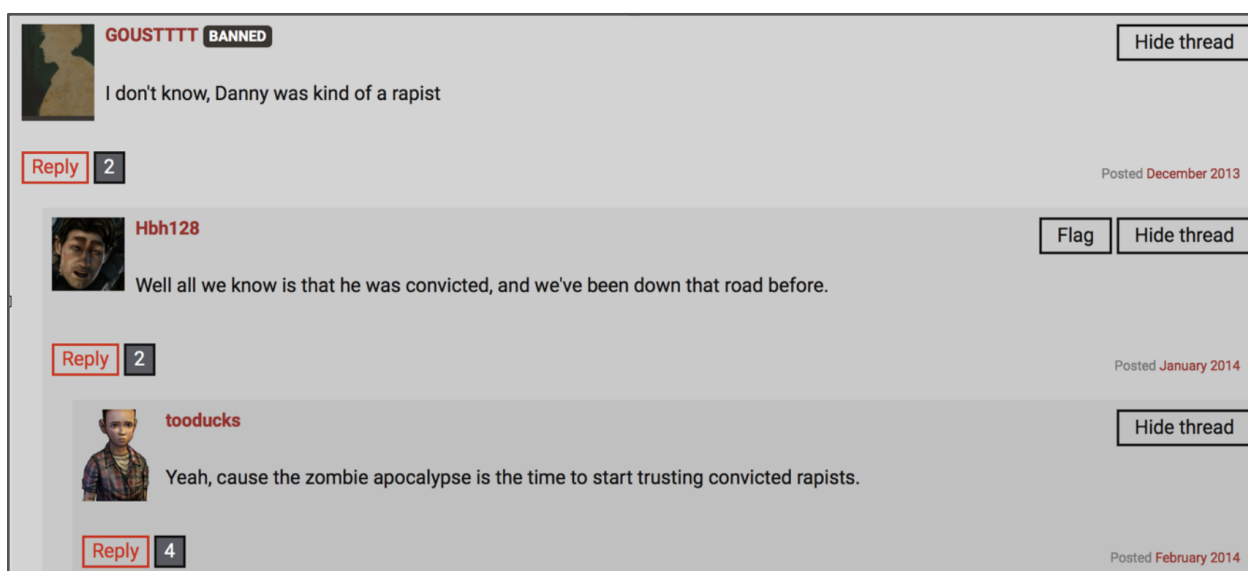 GOUSTTTT BANNED
Hide thread
I don't know, Danny was kind of a rapist
Reply 2
Posted December 2013
Hbh128
Flag Hide thread
Well all we know is that he was convicted, and we've been down that road before.
Reply 2
Posted January 2014
tooducks
Hide thread
Yeah, cause the zombie apocalypse is the time to start trusting convicted rapists.
Reply 4
Posted February 2014